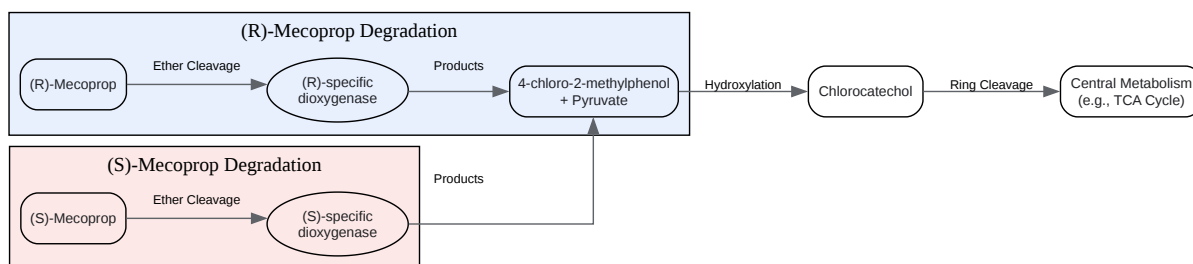 (R)-Mecoprop Degradation
(R)-Mecoprop
Ether Cleavage
(R)-specific
dioxygenase
Products
4-chloro-2-methylphenol
+ Pyruvate
Hydroxylation
Chlorocatechol
Ring Cleavage
Central Metabolism
(e.g., TCA Cycle)
(S)-Mecoprop Degradation
(S)-Mecoprop
Ether Cleavage
(S)-specific
dioxygenase
Products